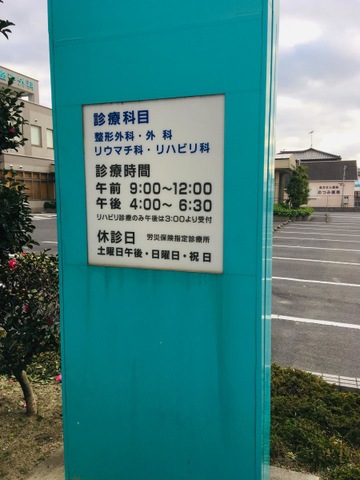 診療科目
整形外科・外 科
リウマチ科・リハビリ科
診療時間
午前 9:00〜12:00
午後 4:00〜6:30
リハビリ診療のみ午後は3:00より受付
休診日 労災保険指定診療所
土曜日午後・日曜日・祝 日